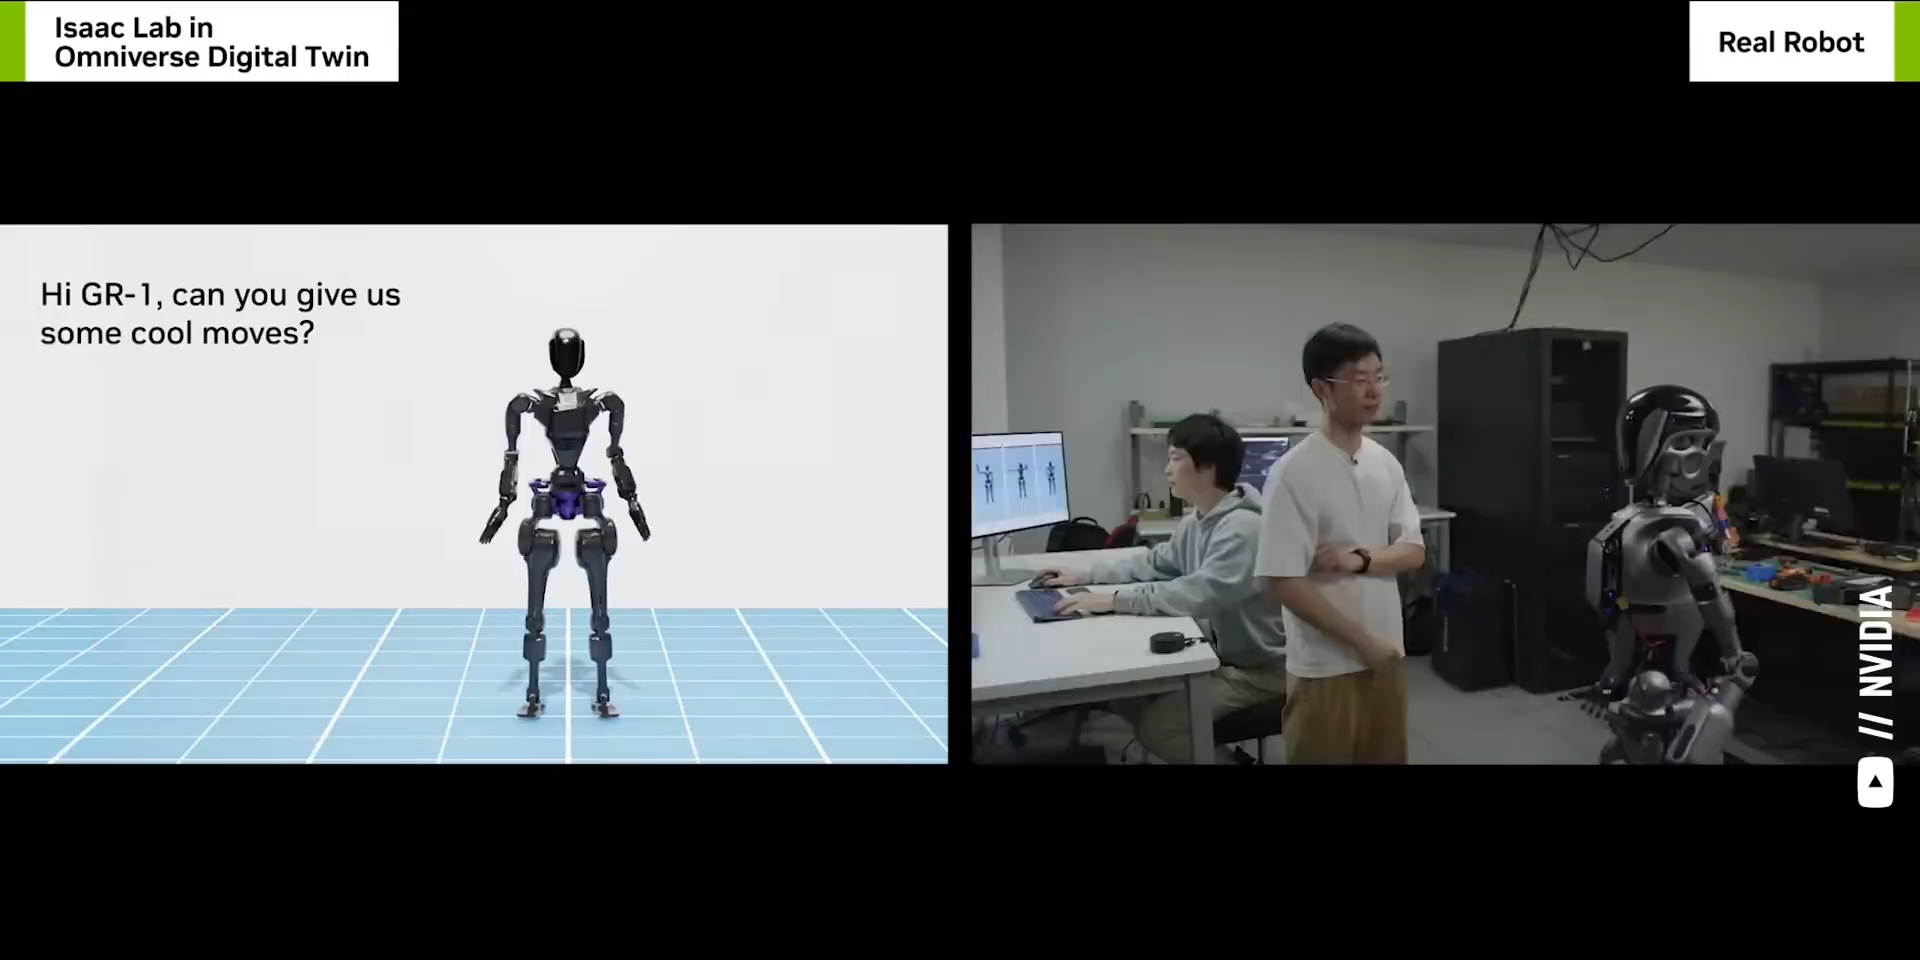 Isaac Lab in
Omniverse Digital Twin
Real Robot
Hi GR-1, can you give us
some cool moves?
// NVIDIA